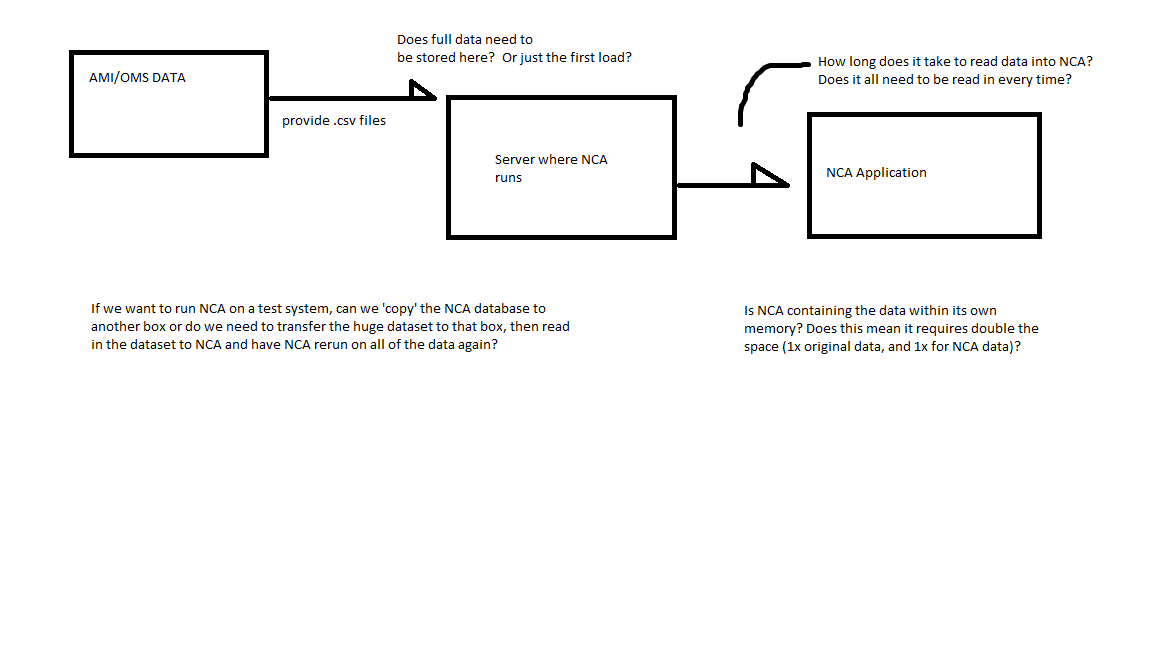 Does full data need to
be stored here?  Or just the first load?
AMI/OMS DATA
How long does it take to read data into NCA?
Does it all need to be read in every time?
provide .csv files
Server where NCA
runs
NCA Application
If we want to run NCA on a test system, can we 'copy' the NCA database to
another box or do we need to transfer the huge dataset to that box, then read
in the dataset to NCA and have NCA rerun on all of the data again?
Is NCA containing the data within its own
memory? Does this mean it requires double the
space (1x original data, and 1x for NCA data)?